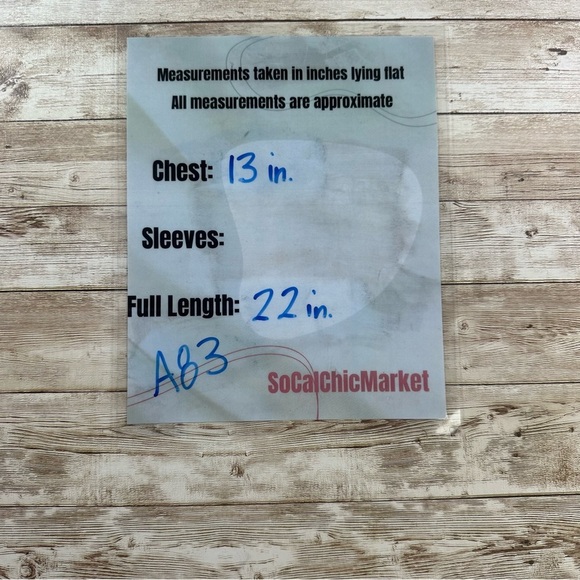 Measurements taken in inches lying flat
All measurements are approximate
Chest: 13 in.
Sleeves:
Full Length: 22 in.
A83
SoCalChicMarket